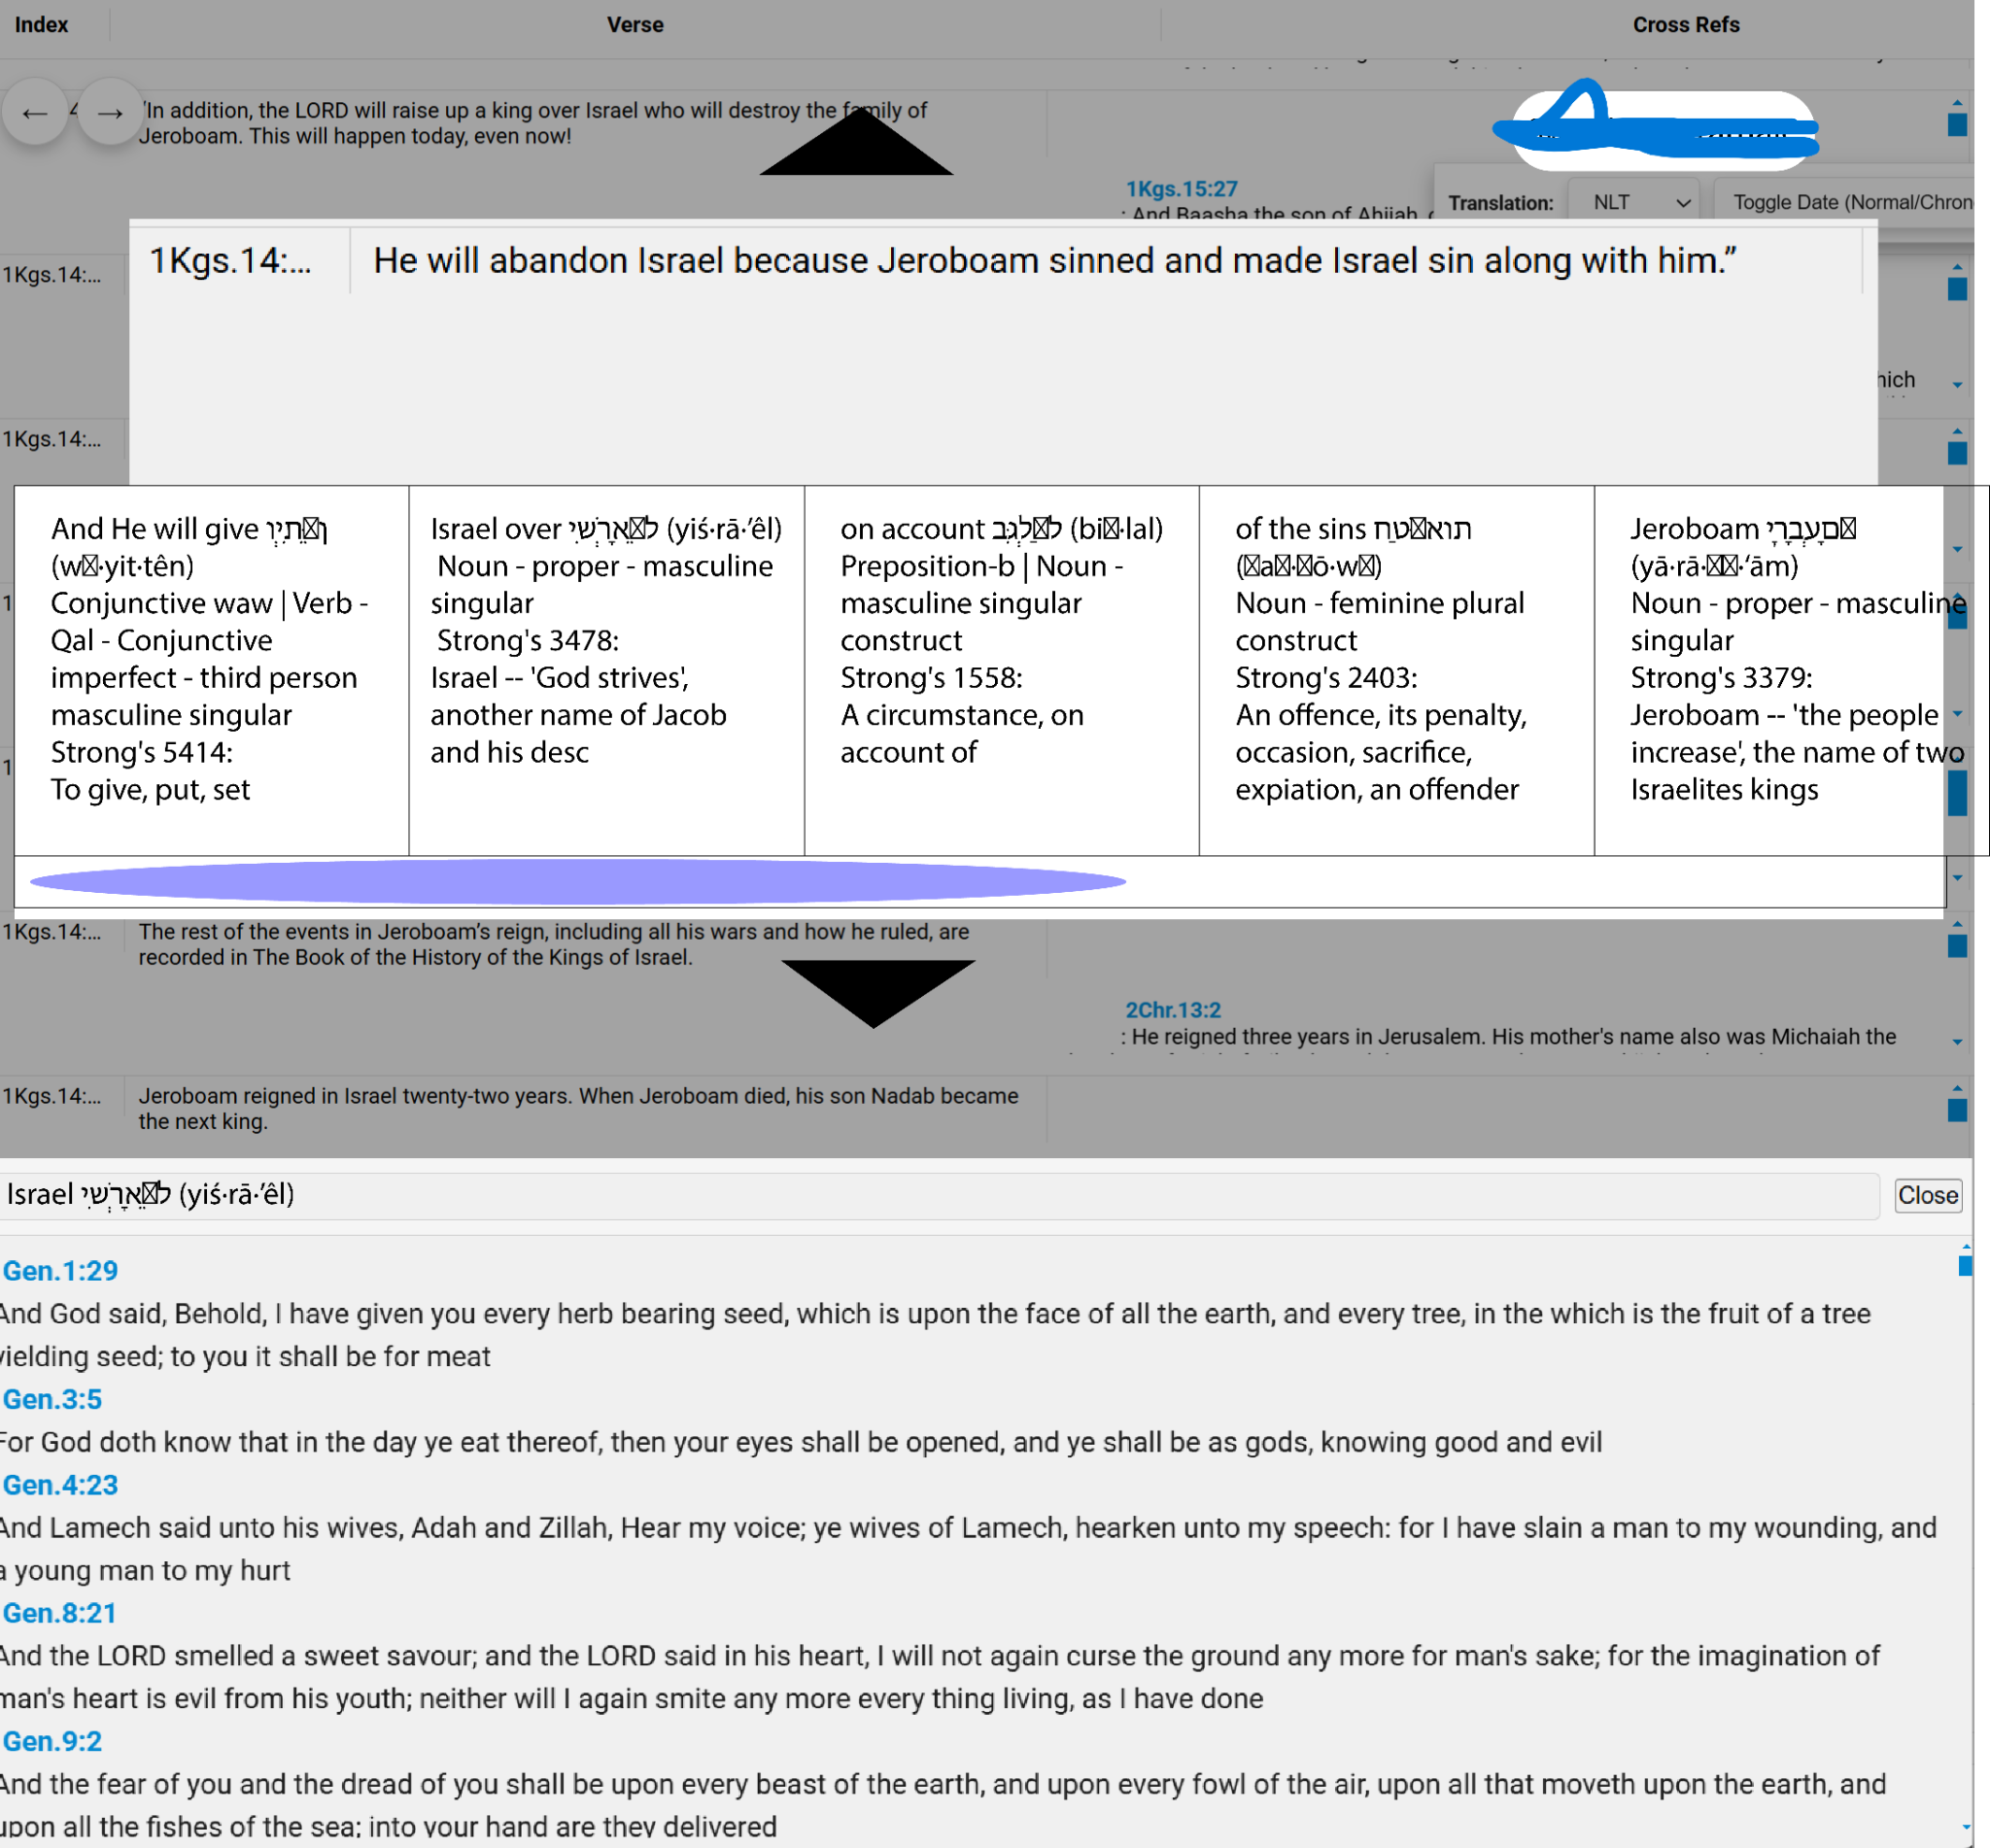 Index Verse Cross Refs
4
“In addition, the LORD will raise up a king over Israel who will destroy the family of
Jeroboam. This will happen today, even now!
1Kgs.15:27
: And Baasha the son of Ahijah,
Translation: NLT Toggle Date (Normal/Chron
1Kgs.14:... He will abandon Israel because Jeroboam sinned and made Israel sin along with him.”
1Kgs.14:...
hich
1Kgs.14:...
And He will give
yit·tên)
Conjunctive waw | Verb -
Qal - Conjunctive
imperfect - third person
masculine singular
Strong's 5414:
To give, put, set
Israel over (yiś·rā·’êl)
Noun - proper - masculine
singular
Strong's 3478:
Israel -- 'God strives',
another name of Jacob
and his desc
on account
Preposition-b | Noun -
masculine singular
construct
Strong's 1558:
A circumstance, on
account of
of the sins
Noun - feminine plural
construct
Strong's 2403:
An offence, its penalty,
occasion, sacrifice,
expiation, an offender
Jeroboam
Noun - proper - masculine
singular
Strong's 3379:
Jeroboam -- 'the people
increase', the name of two
Israelites kings
1
1
1Kgs.14:... The rest of the events in Jeroboam’s reign, including all his wars and how he ruled, are
recorded in The Book of the History of the Kings of Israel.
2Chr.13:2
: He reigned three years in Jerusalem. His mother's name also was Michaiah the
1Kgs.14:... Jeroboam reigned in Israel twenty-two years. When Jeroboam died, his son Nadab became
the next king.
Israel (yiś·rā·’êl) Close
Gen.1:29
And God said, Behold, I have given you every herb bearing seed, which is upon the face of all the earth, and every tree, in the which is the fruit of a tree
yielding seed; to you it shall be for meat
Gen.3:5
For God doth know that in the day ye eat thereof, then your eyes shall be opened, and ye shall be as gods, knowing good and evil
Gen.4:23
And Lamech said unto his wives, Adah and Zillah, Hear my voice; ye wives of Lamech, hearken unto my speech: for I have slain a man to my wounding, and
a young man to my hurt
Gen.8:21
And the LORD smelled a sweet savour; and the LORD said in his heart, I will not again curse the ground any more for man's sake; for the imagination of
man's heart is evil from his youth; neither will I again smite any more every thing living, as I have done
Gen.9:2
And the fear of you and the dread of you shall be upon every beast of the earth, and upon every fowl of the air, upon all that moveth upon the earth, and
upon all the fishes of the sea; into your hand are they delivered